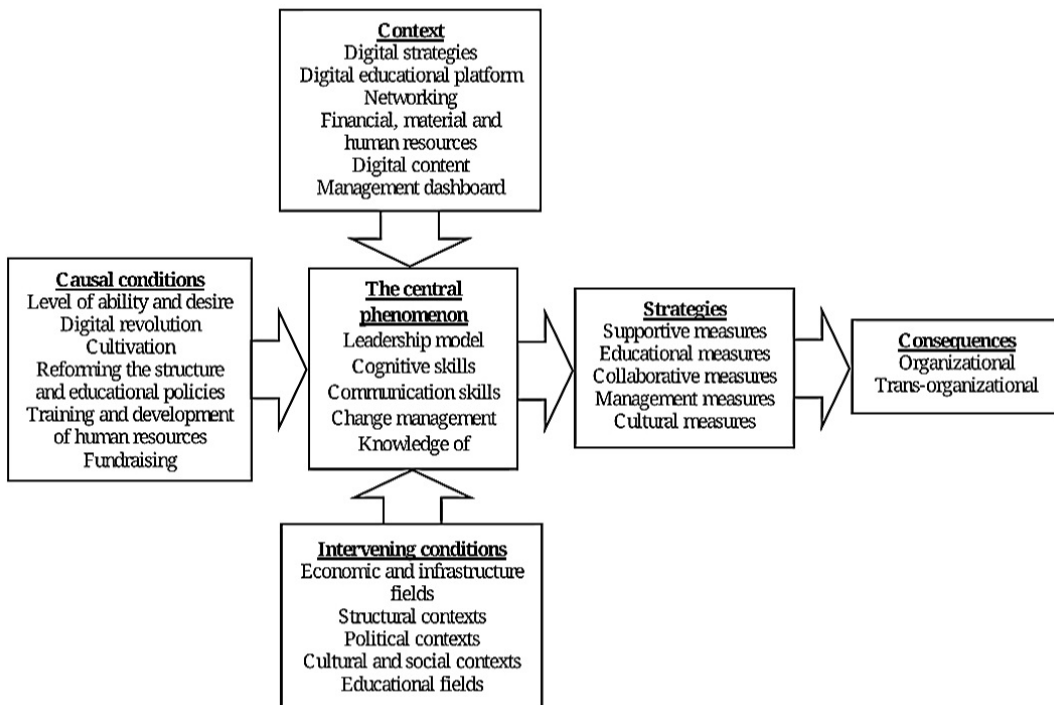 Context
Digital strategies
Digital educational platform
Networking
Financial, material and
human resources
Digital content
Management dashboard
Causal conditions
Level of ability and desire
Digital revolution
Cultivation
Reforming the structure
and educational policies
Training and development
of human resources
Fundraising
The central
phenomenon
Leadership model
Cognitive skills
Communication skills
Change management
Knowledge of
Strategies
Supportive measures
Educational measures
Collaborative measures
Management measures
Cultural measures
Consequences
Organizational
Trans-organizational
Intervening conditions
Economic and infrastructure
fields
Structural contexts
Political contexts
Cultural and social contexts
Educational fields